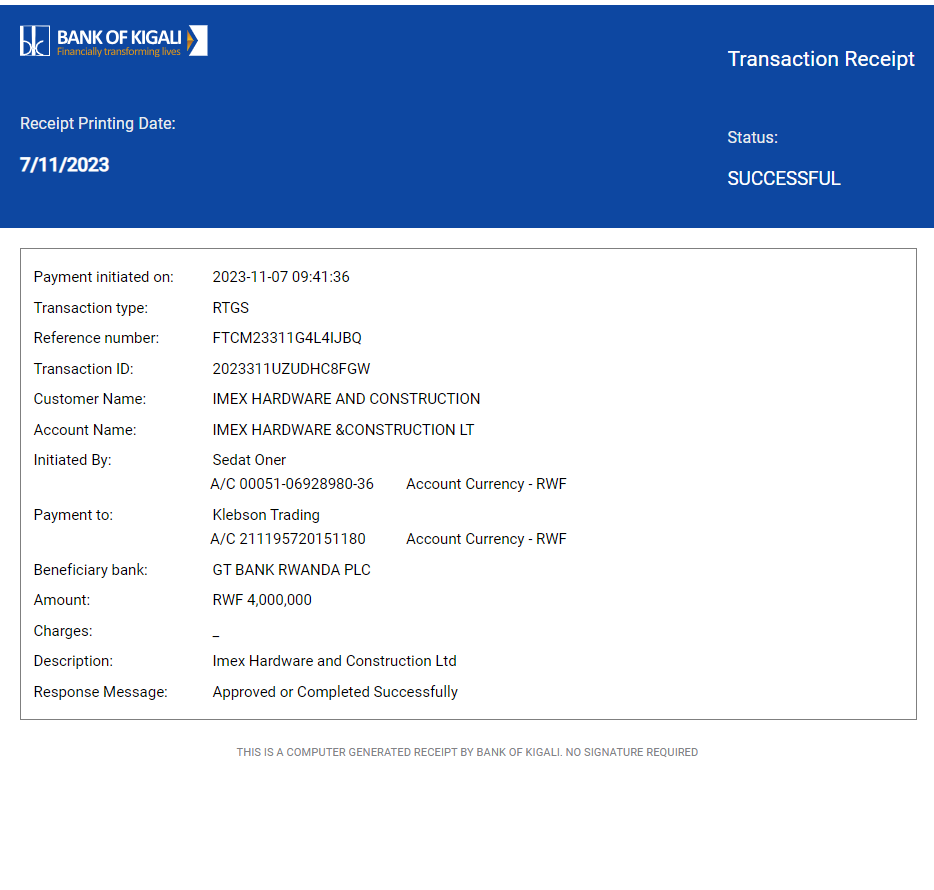 BANK OF KIGALI
Financially transforming lives
Transaction Receipt
Receipt Printing Date:
7/11/2023
Status:
SUCCESSFUL
Payment initiated on: 2023-11-07 09:41:36
Transaction type: RTGS
Reference number: FTCM23311G4L4IJBQ
Transaction ID: 2023311UZUDHC8FGW
Customer Name: IMEX HARDWARE AND CONSTRUCTION
Account Name: IMEX HARDWARE &CONSTRUCTION LT
Initiated By: Sedat Oner
A/C 00051-06928980-36 Account Currency - RWF
Payment to: Klebson Trading
A/C 211195720151180 Account Currency - RWF
Beneficiary bank: GT BANK RWANDA PLC
Amount: RWF 4,000,000
Charges: _
Description: Imex Hardware and Construction Ltd
Response Message: Approved or Completed Successfully
THIS IS A COMPUTER GENERATED RECEIPT BY BANK OF KIGALI. NO SIGNATURE REQUIRED